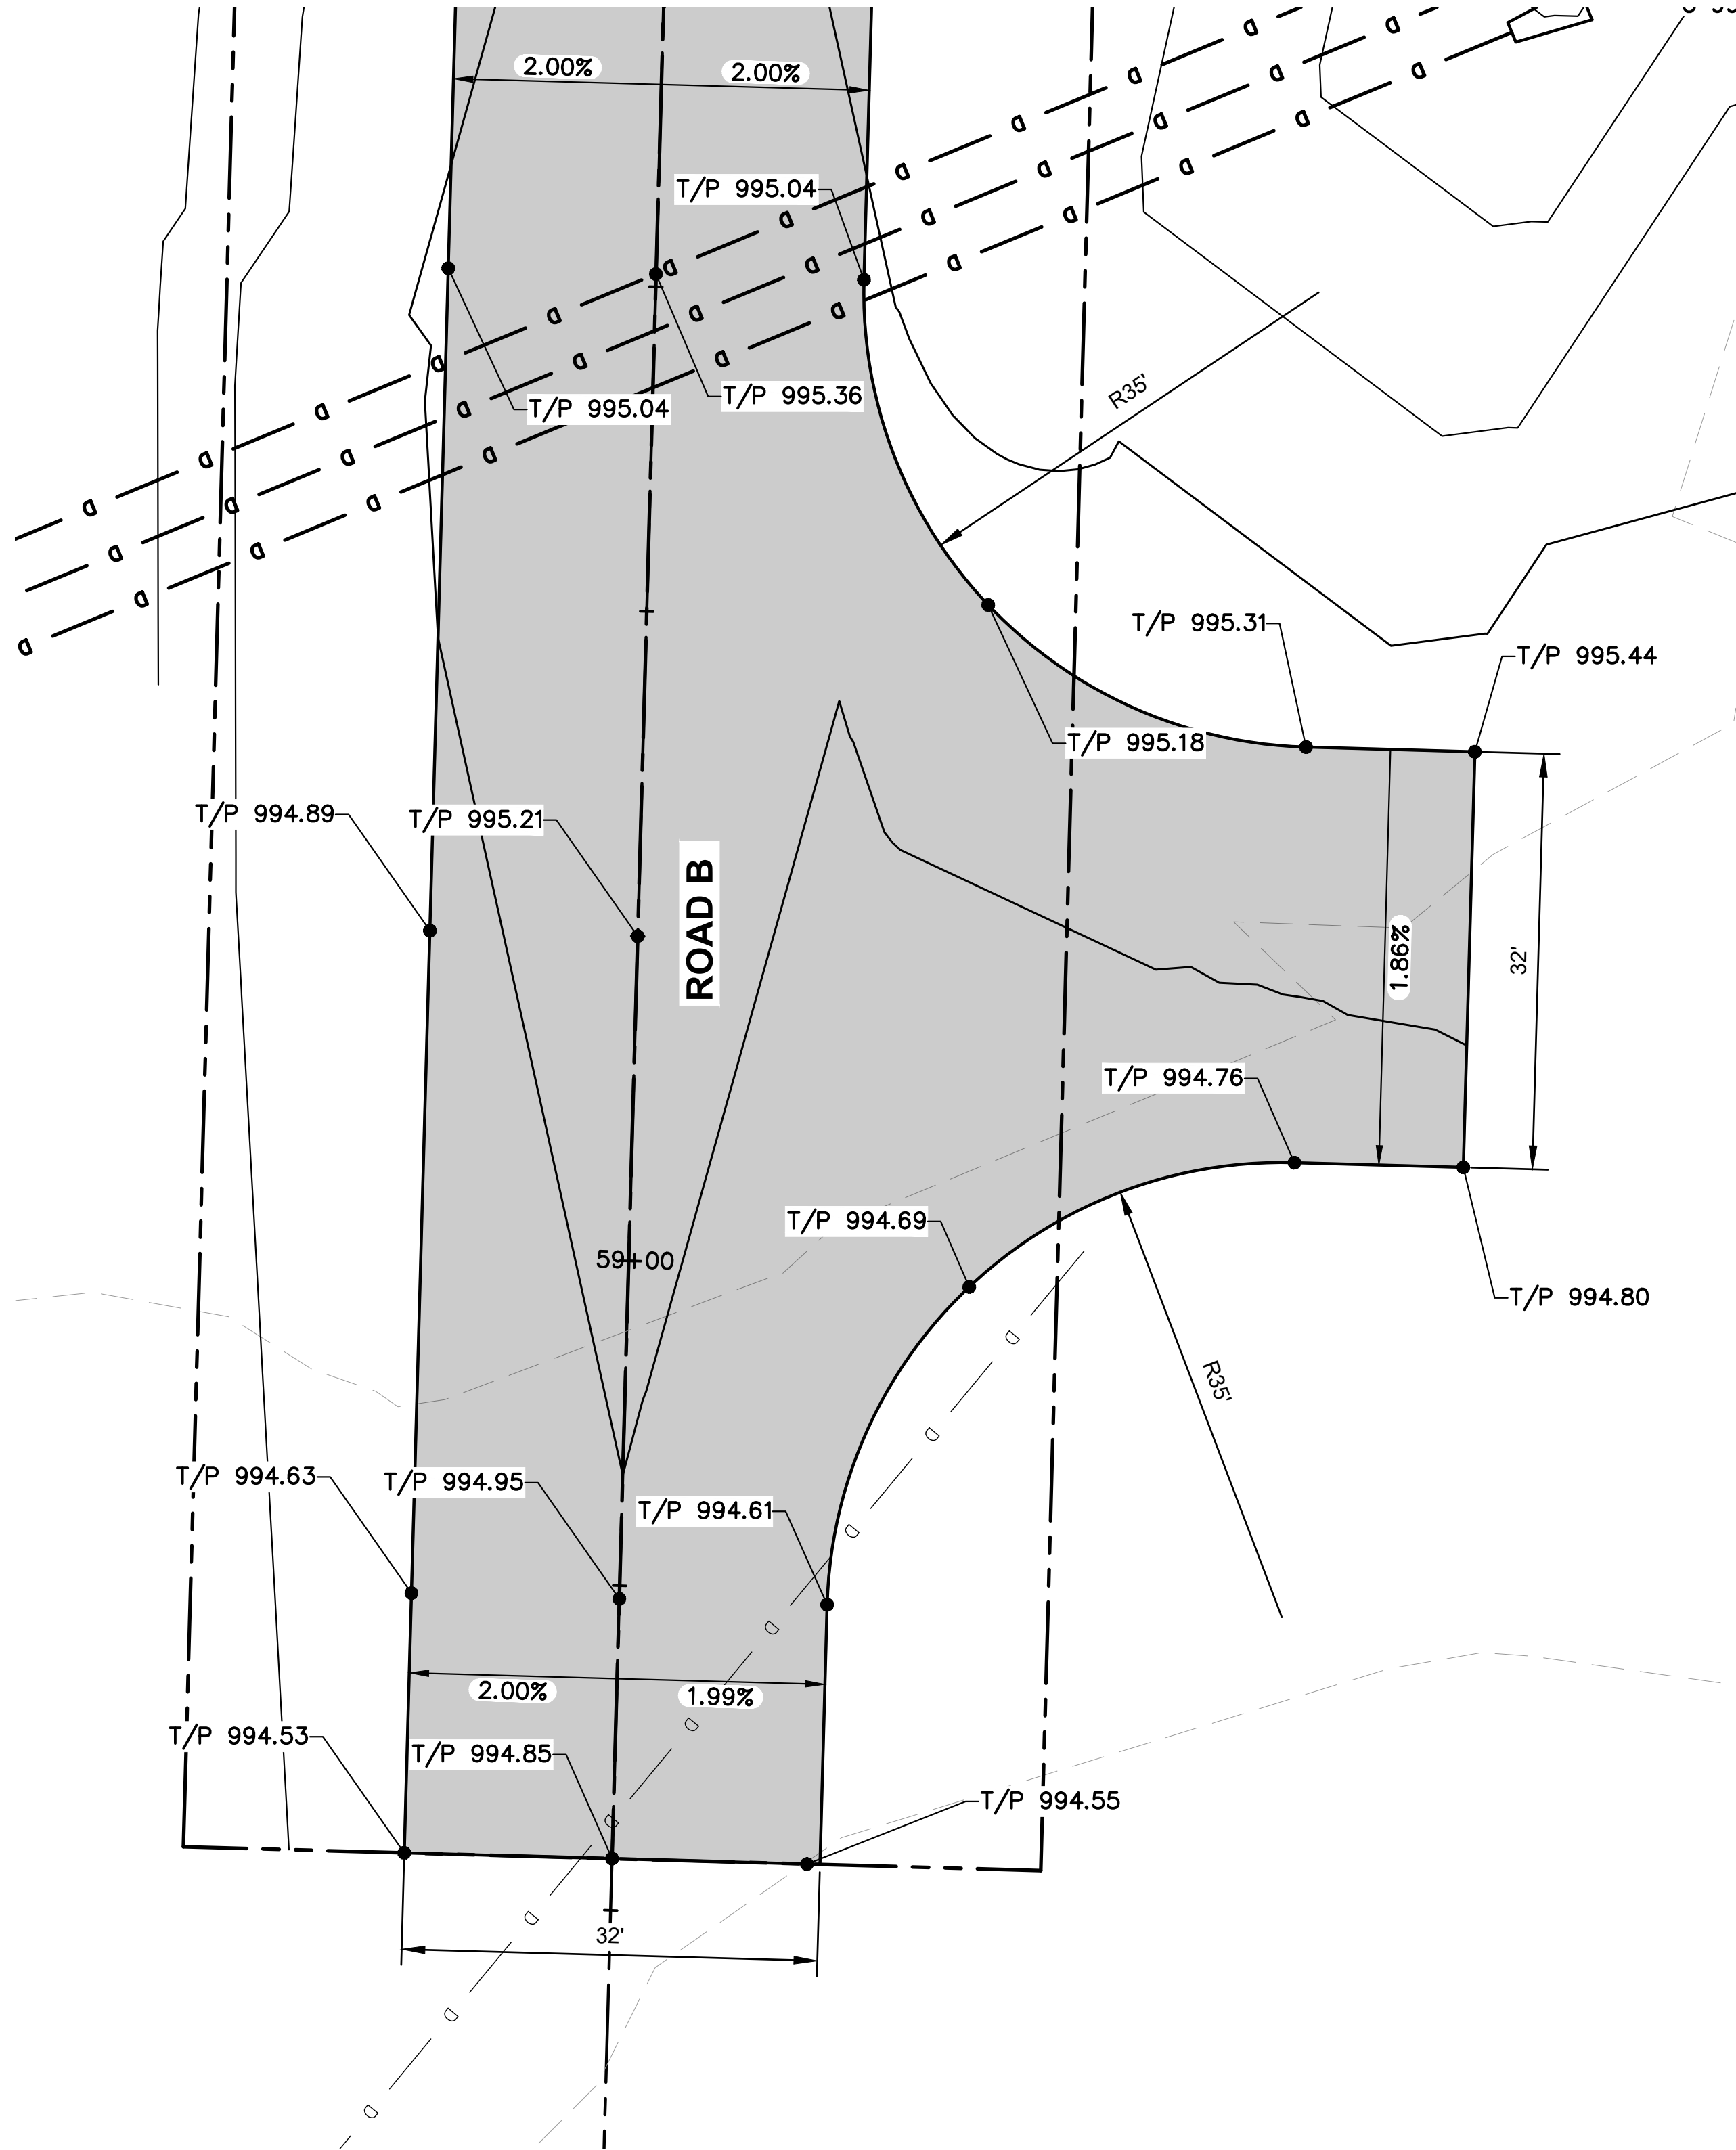 2.00%
2.00%
T/P 995.04
T/P 995.36
T/P 995.04
R35'
T/P 995.31
T/P 995.44
T/P 995.18
T/P 994.89
T/P 995.21
ROAD B
1.86%
32'
T/P 994.76
T/P 994.69
59+00
T/P 994.80
R35'
T/P 994.63
T/P 994.95
T/P 994.61
2.00%
1.99%
T/P 994.53
T/P 994.85
T/P 994.55
32'
D D D D D D D
D D D D D D D
D D D D D D D
D D D D D D D
D D D D D D D
D D D D